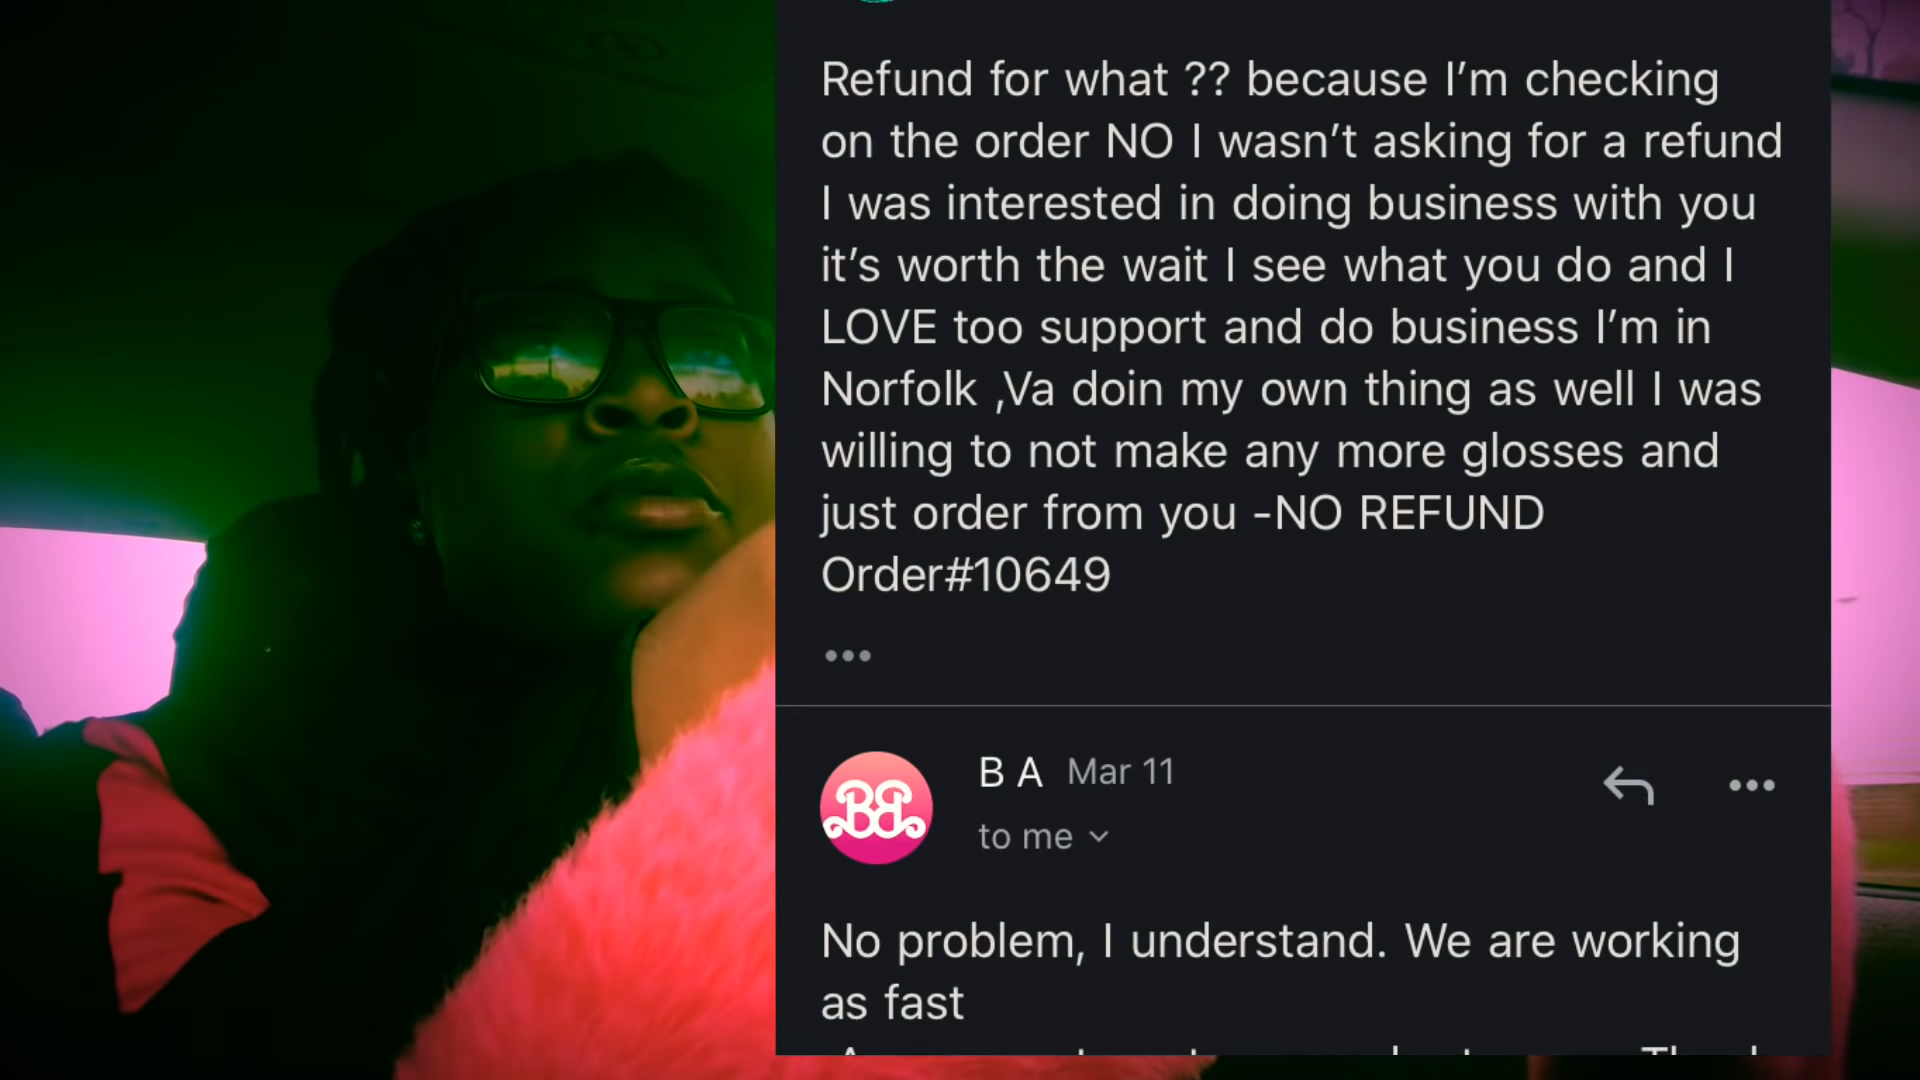 Refund for what ?? because I’m checking
on the order NO I wasn’t asking for a refund
I was interested in doing business with you
it’s worth the wait I see what you do and I
LOVE too support and do business I’m in
Norfolk ,Va doin my own thing as well I was
willing to not make any more glosses and
just order from you -NO REFUND
Order#10649
•••
B A Mar 11
to me
No problem, I understand. We are working
as fast